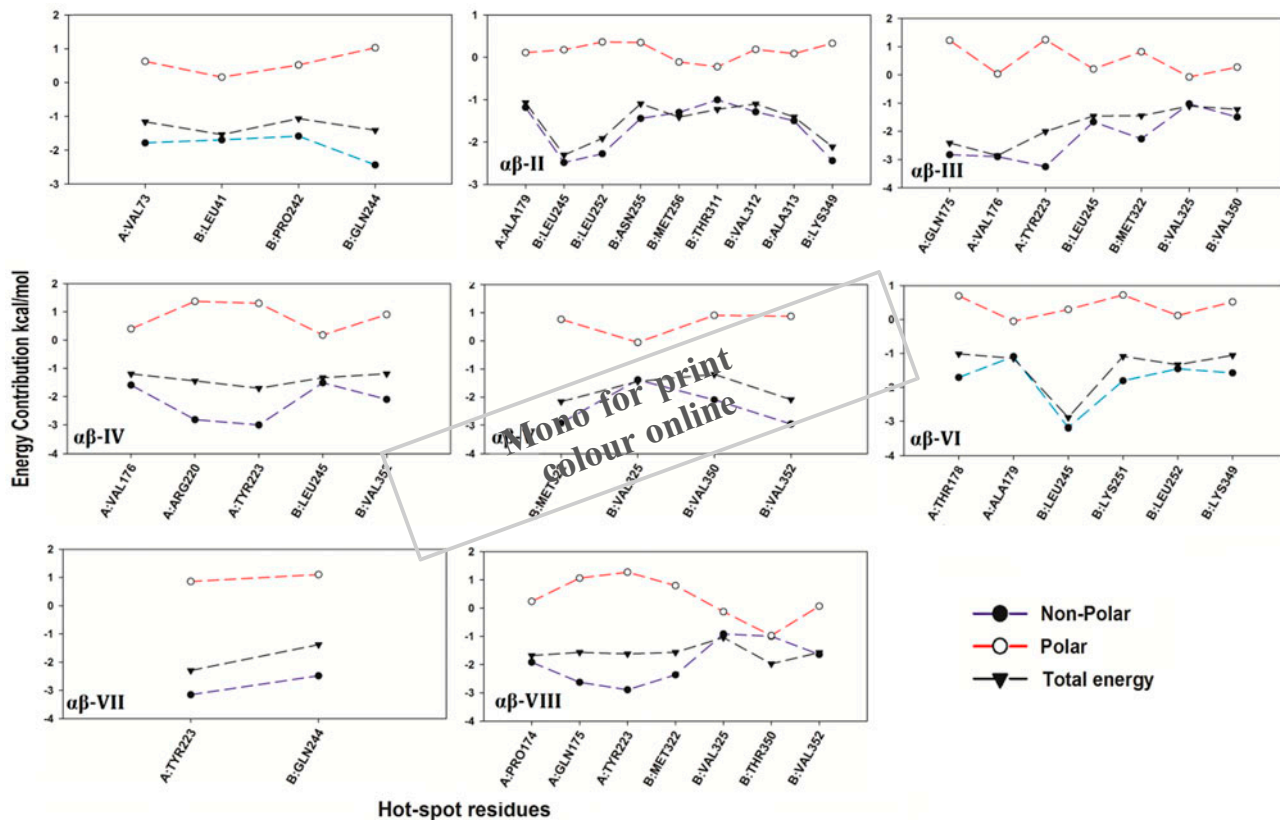 2
1
0
-1
-2
-3
A:VAL73
B:LEU41
B:PRO242
B:GLN244
1
0
-1
-2
-3
αβ-II
A:ALA179
B:LEU245
B:LEU252
B:ASN255
B:MET256
B:THR311
B:VAL312
B:ALA313
B:LYS349
2
1
0
-1
-2
-3
-4
αβ-III
A:GLN175
A:VAL176
A:TYR223
B:LEU245
B:MET322
B:VAL325
B:VAL350
Energy Contribution kcal/mol
2
1
0
-1
-2
-3
-4
αβ-IV
A:VAL176
A:ARG220
A:TYR223
B:LEU245
2
1
0
-1
-2
-3
-4
B:VAL325
B:VAL350
B:VAL352
Mono for print
colour online
1
0
-1
-2
-3
-4
αβ-VI
A:THR178
A:ALA179
B:LEU245
B:LYS251
B:LEU252
B:LYS349
2
1
0
-1
-2
-3
-4
αβ-VII
A:TYR223
B:GLN244
2
1
0
-1
-2
-3
-4
αβ-VIII
A:PRO174
A:GLN175
A:TYR223
B:MET322
B:VAL325
B:THR350
B:VAL352
Non-Polar
Polar
Total energy
Hot-spot residues